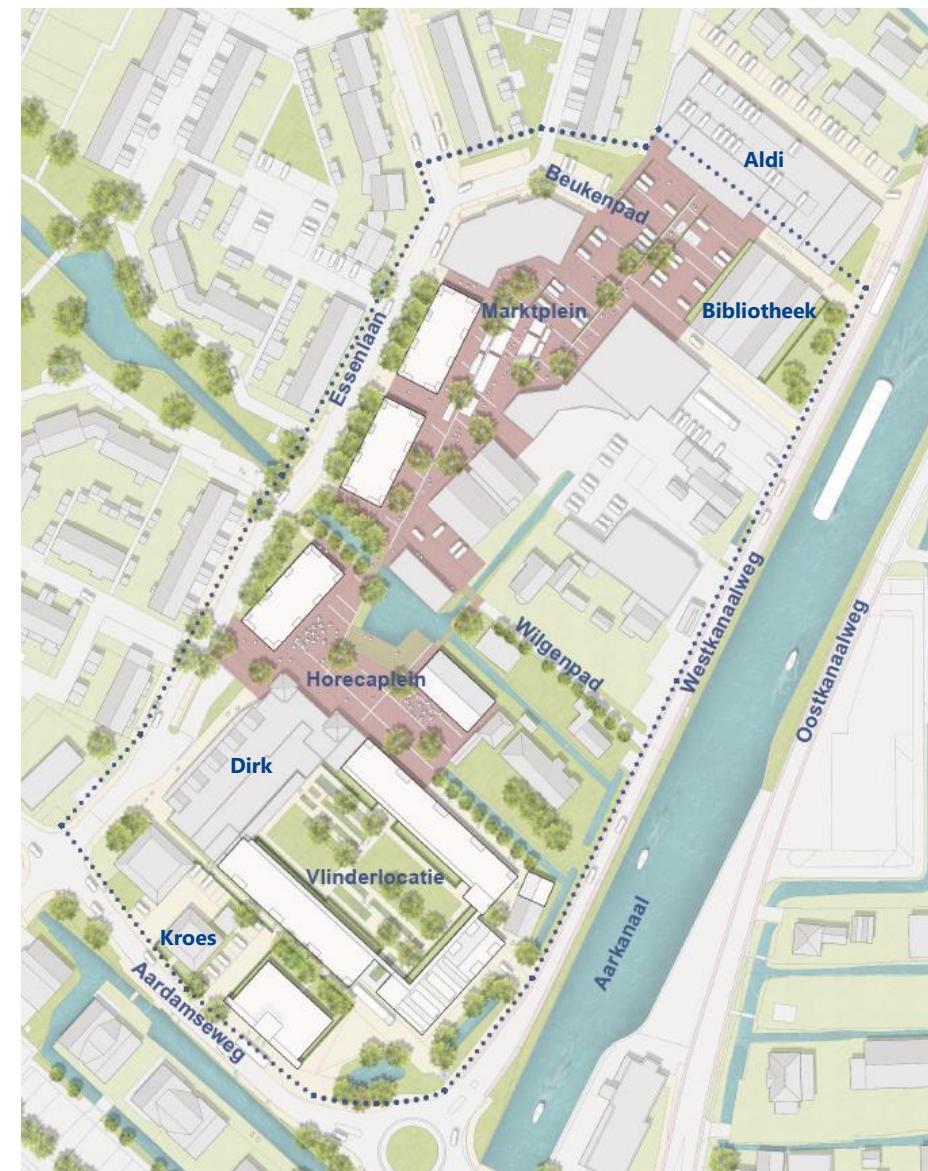 Aldi
Beukenpad
Bibliotheek
Marktplein
Essenlaan
Westkanaalweg
Oostkanaalweg
Wilgenpad
Horecaplein
Dirk
Vlinderlocatie
Kroes
Aarkanaal
Aardamseweg